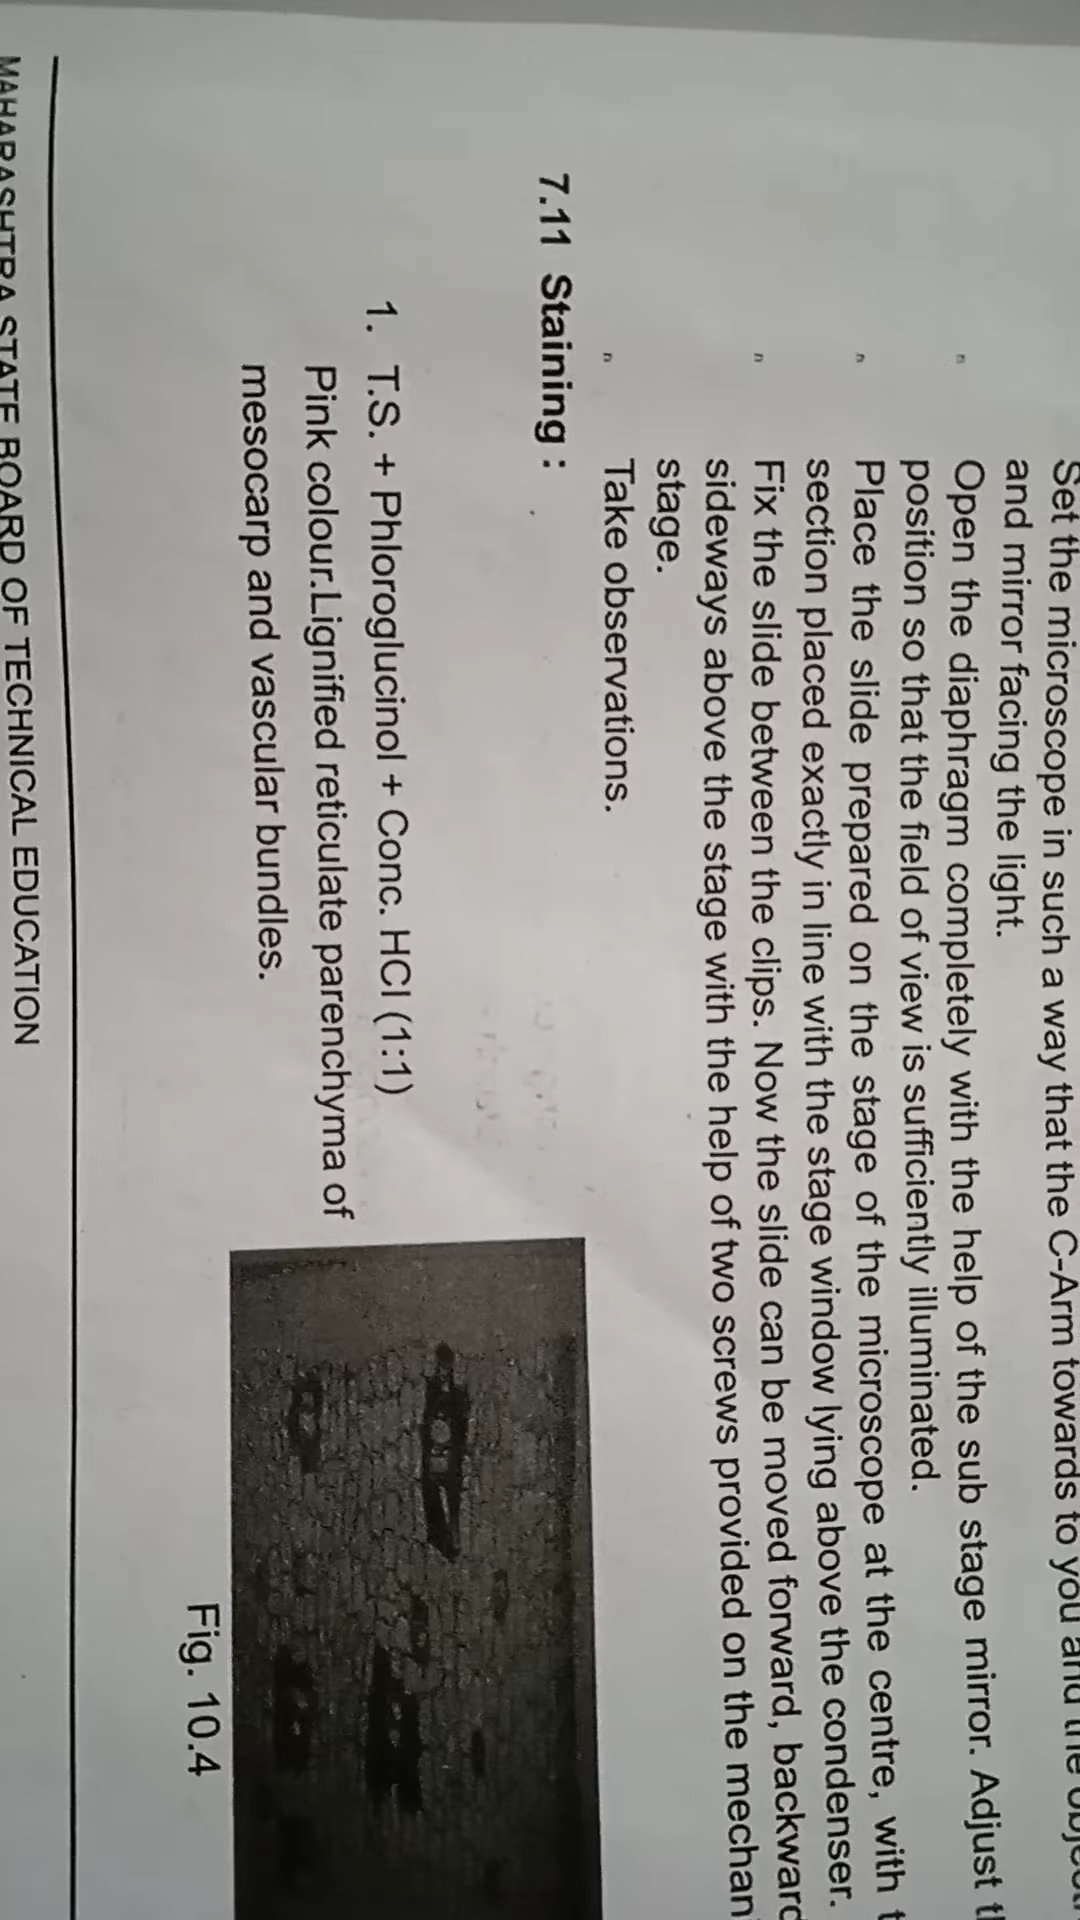 Set the microscope in such a way that the C-Arm towards to you and the
and mirror facing the light.
Open the diaphragm completely with the help of the sub stage mirror. Adjust
position so that the field of view is sufficiently illuminated.
Place the slide prepared on the stage of the microscope at the centre, with
section placed exactly in line with the stage window lying above the condenser.
Fix the slide between the clips. Now the slide can be moved forward, backward
sideways above the stage with the help of two screws provided on the
stage.
Take observations.
7.11 Staining :
1. T.S. + Phloroglucinol + Conc. HCl (1:1)
Pink colour.Lignified reticulate parenchyma of
mesocarp and vascular bundles.
Fig. 10.4
MAHARASHTRA STATE BOARD OF TECHNICAL EDUCATION